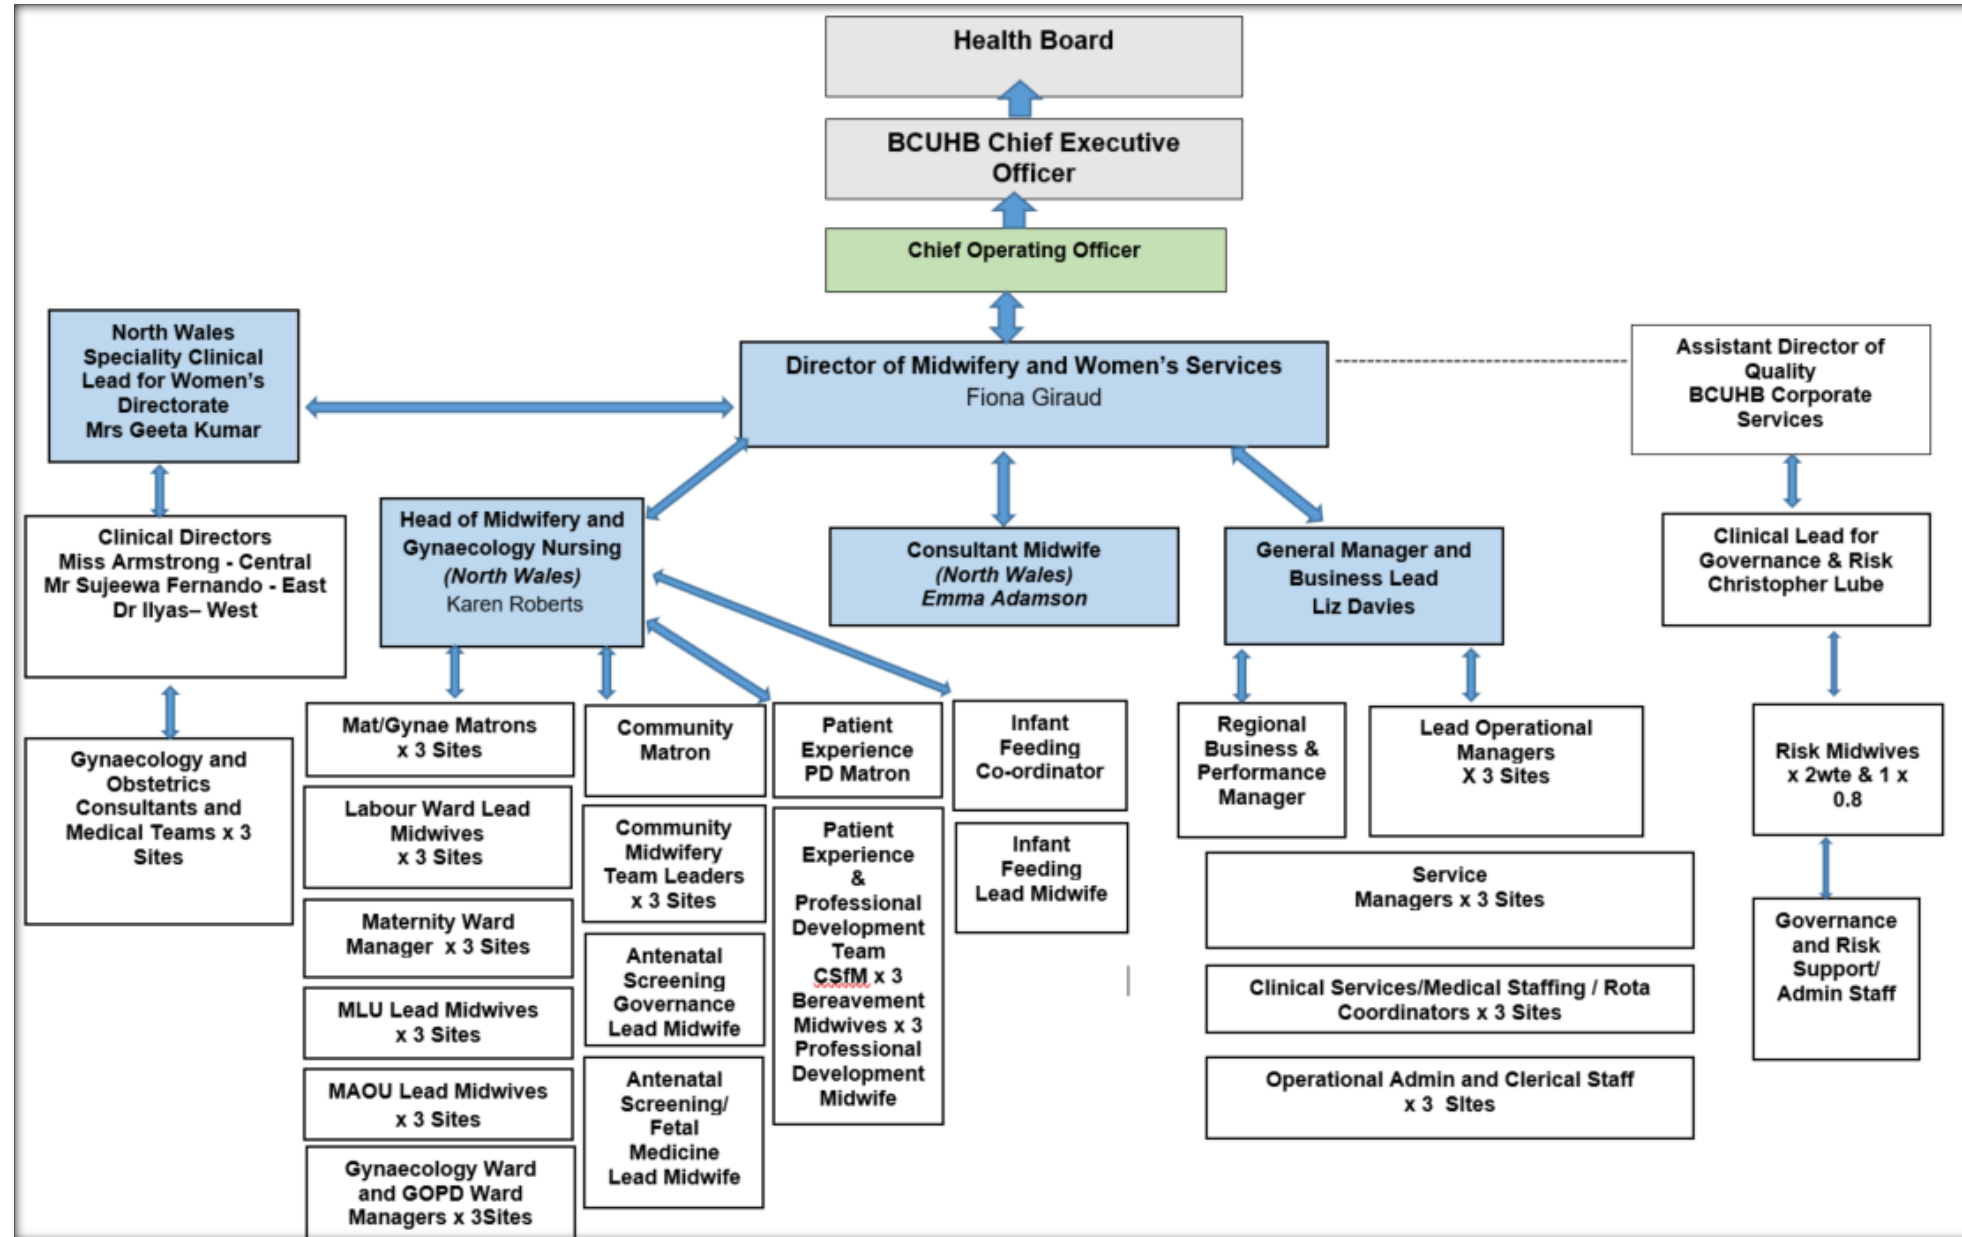 Health Board
BCUHB Chief Executive
Officer
Chief Operating Officer
North Wales
Speciality Clinical
Lead for Women's
Directorate
Mrs Geeta Kumar
Director of Midwifery and Women's Services
Fiona Giraud
Assistant Director of
Quality
BCUHB Corporate
Services
Clinical Directors
Miss Armstrong - Central
Mr Sujeewa Fernando - East
Dr Ilyas– West
Head of Midwifery and
Gynaecology Nursing
(North Wales)
Karen Roberts
Consultant Midwife
(North Wales)
Emma Adamson
General Manager and
Business Lead
Liz Davies
Clinical Lead for
Governance & Risk
Christopher Lube
Gynaecology and
Obstetrics
Consultants and
Medical Teams x 3
Sites
Mat/Gynae Matrons
x 3 Sites
Labour Ward Lead
Midwives
x 3 Sites
Maternity Ward
Manager x 3 Sites
MLU Lead Midwives
x 3 Sites
MAOU Lead Midwives
x 3 Sites
Gynaecology Ward
and GOPD Ward
Managers x 3Sites
Community
Matron
Community
Midwifery
Team Leaders
x 3 Sites
Antenatal
Screening
Governance
Lead Midwife
Antenatal
Screening/
Fetal
Medicine
Lead Midwife
Patient
Experience
PD Matron
Patient
Experience
&
Professional
Development
Team
CSfM x 3
Bereavement
Midwives x 3
Professional
Development
Midwife
Infant
Feeding
Co-ordinator
Infant
Feeding
Lead Midwife
Regional
Business &
Performance
Manager
Lead Operational
Managers
X 3 Sites
Service
Managers x 3 Sites
Clinical Services/Medical Staffing / Rota
Coordinators x 3 Sites
Operational Admin and Clerical Staff
x 3 SItes
Risk Midwives
x 2wte & 1 x
0.8
Governance
and Risk
Support/
Admin Staff